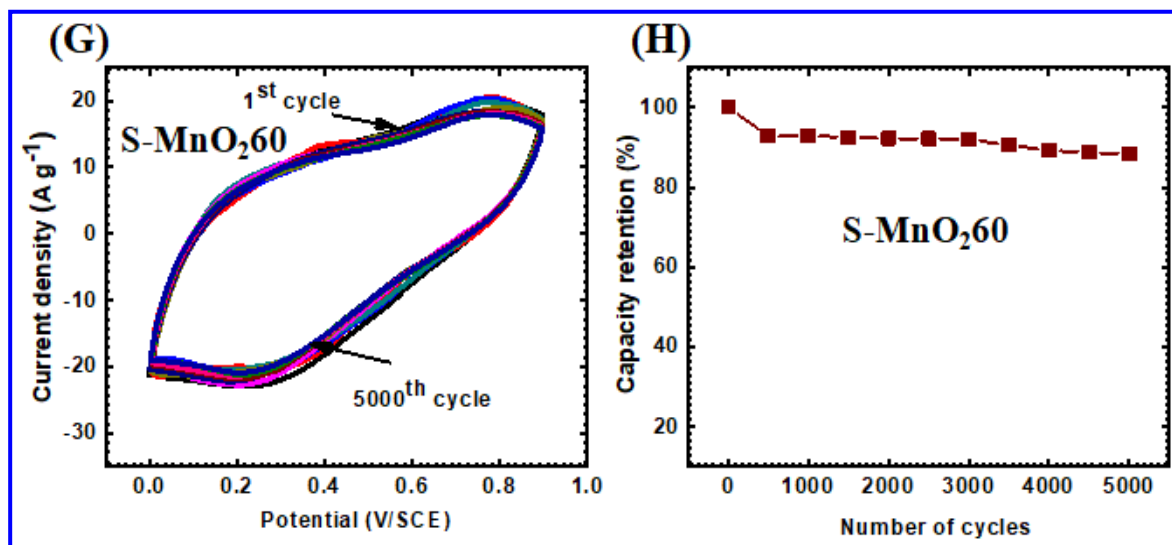 (G)
S-MnO₂60
1ˢᵗ cycle
5000ᵗʰ cycle
20
10
0
-10
-20
-30
Current density (A g⁻¹)
0.0 0.2 0.4 0.6 0.8 1.0
Potential (V/SCE)
(H)
S-MnO₂60
100
80
60
40
20
Capacity retention (%)
0 1000 2000 3000 4000 5000
Number of cycles